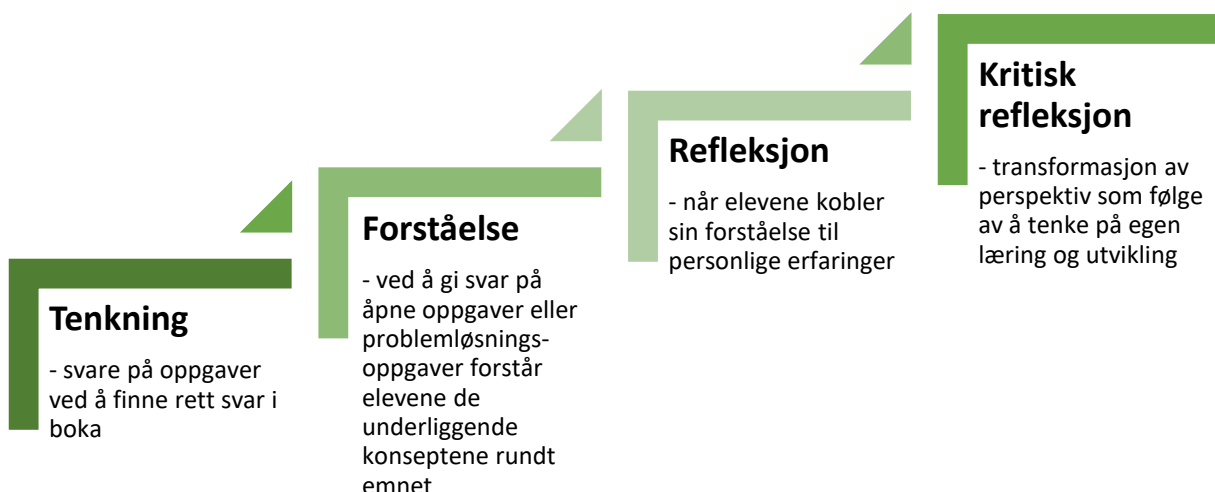 Tenkning
- svare på oppgaver
ved å finne rett svar i
boka
Forståelse
- ved å gi svar på
åpne oppgaver eller
problemløsnings-
oppgaver forstår
elevene de
underliggende
konseptene rundt
emnet
Refleksjon
- når elevene kobler
sin forståelse til
personlige erfaringer
Kritisk
refleksjon
- transformasjon av
perspektiv som følge
av å tenke på egen
læring og utvikling